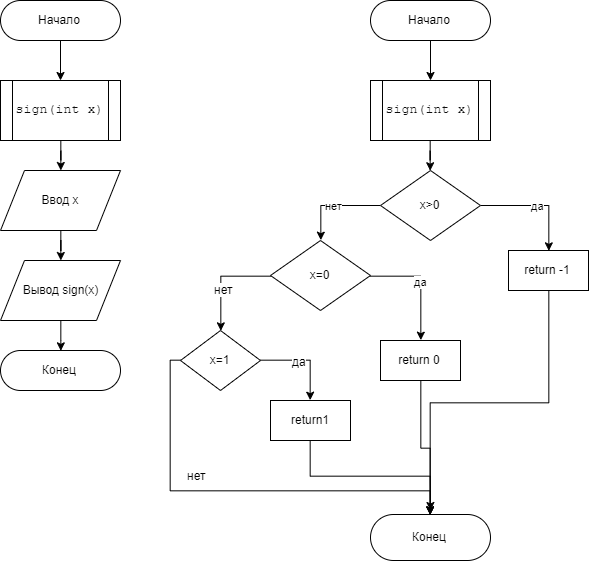 Начало
sign(int x)
Ввод x
Вывод sign(x)
Конец
Начало
sign(int x)
x>0
нет
да
x=0
return -1
нет
да
x=1
return 0
да
return1
нет
Конец